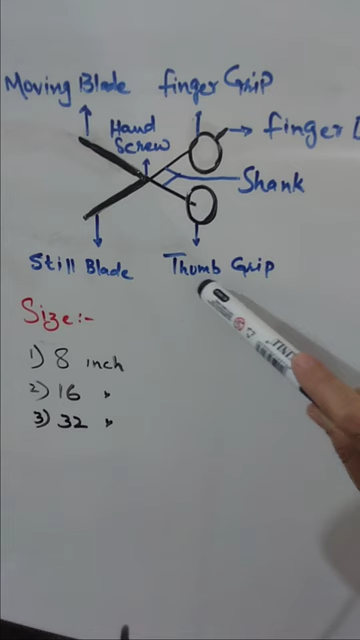 Moving Blade finger Grip
Hand
Screw
finger
Shank
Still Blade Thumb Grip
Size:-
1) 8 inch
2) 16 "
3) 32 "